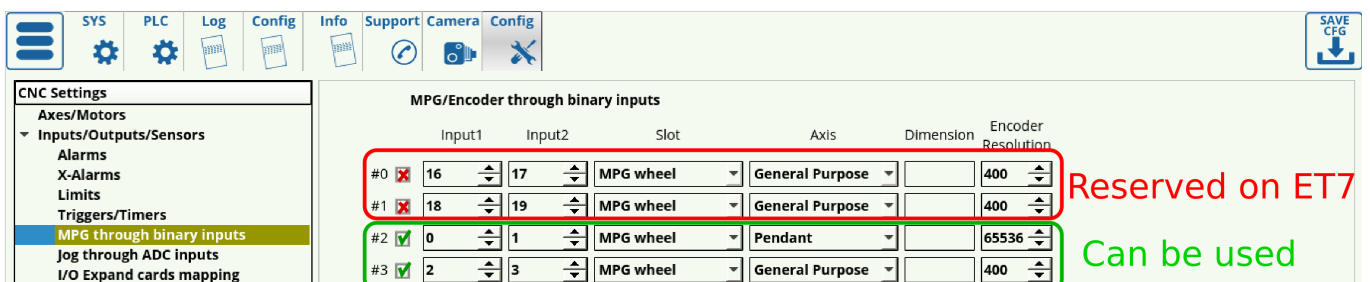 SYS PLC Log Config Info Support Camera Config SAVE CFG
CNC Settings
Axes/Motors
Inputs/Outputs/Sensors
Alarms
X-Alarms
Limits
Triggers/Timers
MPG through binary inputs
Jog through ADC inputs
I/O Expand cards mapping
MPG/Encoder through binary inputs
Input1 Input2 Slot Axis Dimension Encoder Resolution
#0 16 17 MPG wheel General Purpose 400
#1 18 19 MPG wheel General Purpose 400
Reserved on ET7
#2 0 1 MPG wheel Pendant 65536
#3 2 3 MPG wheel General Purpose 400
Can be used